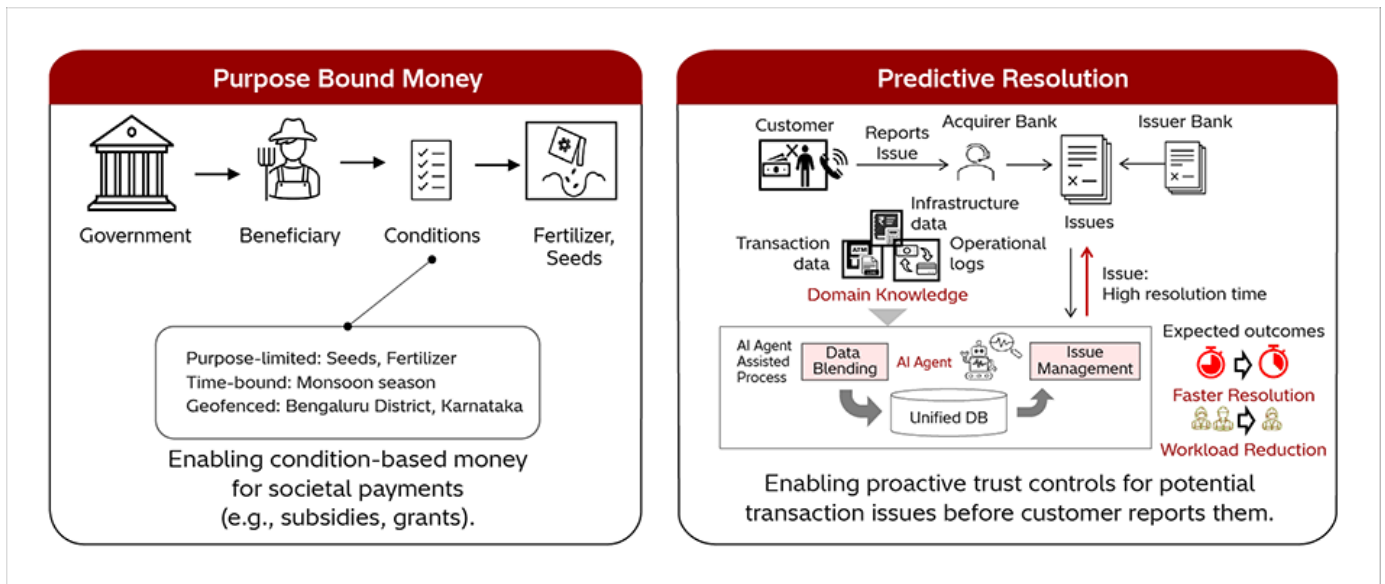 Purpose Bound Money
Government
Beneficiary
Conditions
Fertilizer,
Seeds
Purpose-limited: Seeds, Fertilizer
Time-bound: Monsoon season
Geofenced: Bengaluru District, Karnataka
Enabling condition-based money
for societal payments
(e.g., subsidies, grants).
Predictive Resolution
Customer
Reports
Issue
Acquirer Bank
Issuer Bank
Issues
Infrastructure
data
Transaction
data
ATM
Operational
logs
Domain Knowledge
Issue:
High resolution time
AI Agent
Assisted
Process
Data
Blending
AI Agent
Issue
Management
Unified DB
Expected outcomes
Faster Resolution
Workload Reduction
Enabling proactive trust controls for potential
transaction issues before customer reports them.